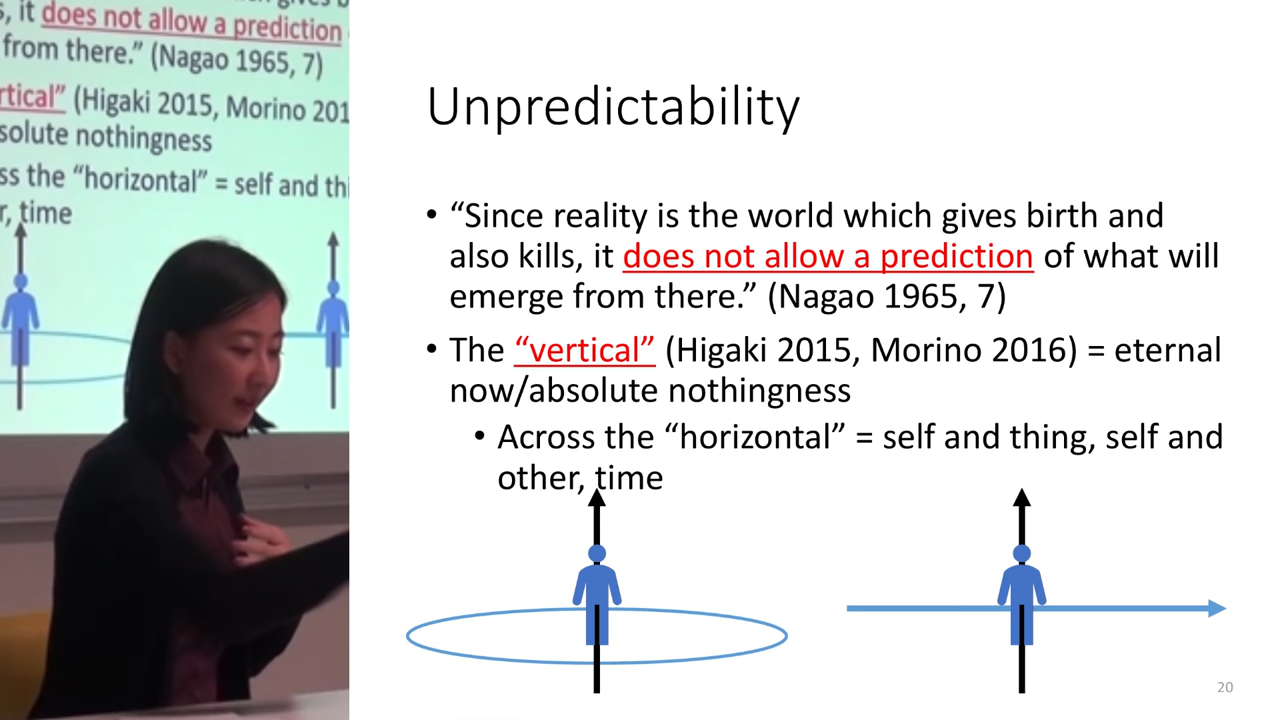 s, it does not allow a prediction
from there.” (Nagao 1965, 7)
rtical” (Higaki 2015, Morino 201
solute nothingness
ss the “horizontal” = self and thi
r, time
Unpredictability
• “Since reality is the world which gives birth and
also kills, it does not allow a prediction of what will
emerge from there.” (Nagao 1965, 7)
• The “vertical” (Higaki 2015, Morino 2016) = eternal
now/absolute nothingness
• Across the “horizontal” = self and thing, self and
other, time
20